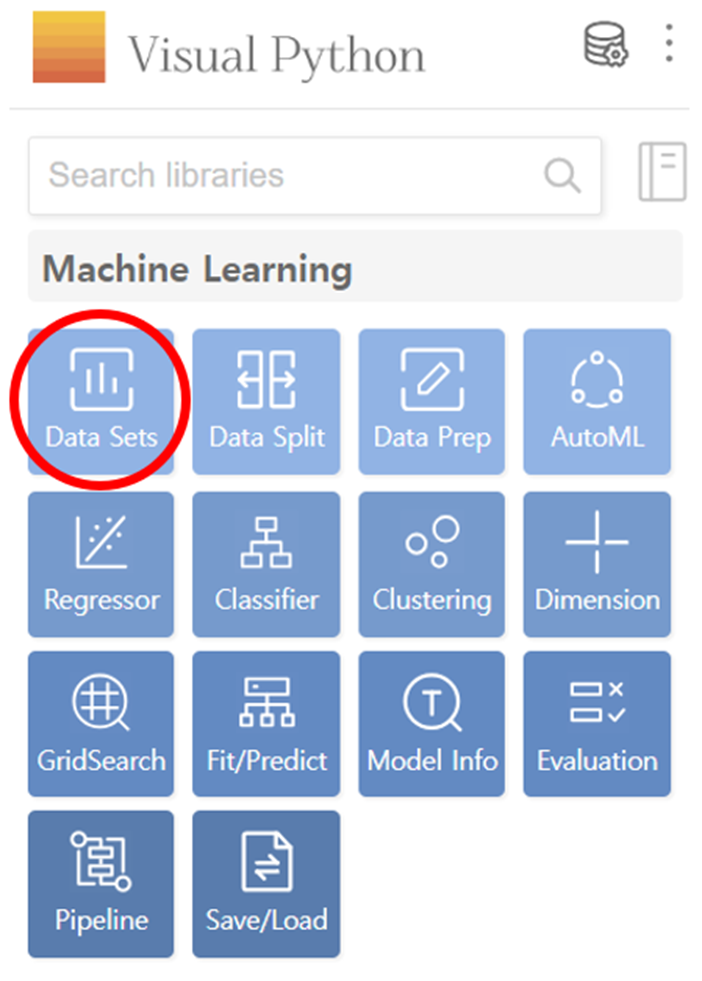 Visual Python
Search libraries
Machine Learning
Data Sets
Data Split
Data Prep
AutoML
Regressor
Classifier
Clustering
Dimension
GridSearch
Fit/Predict
Model Info
Evaluation
Pipeline
Save/Load